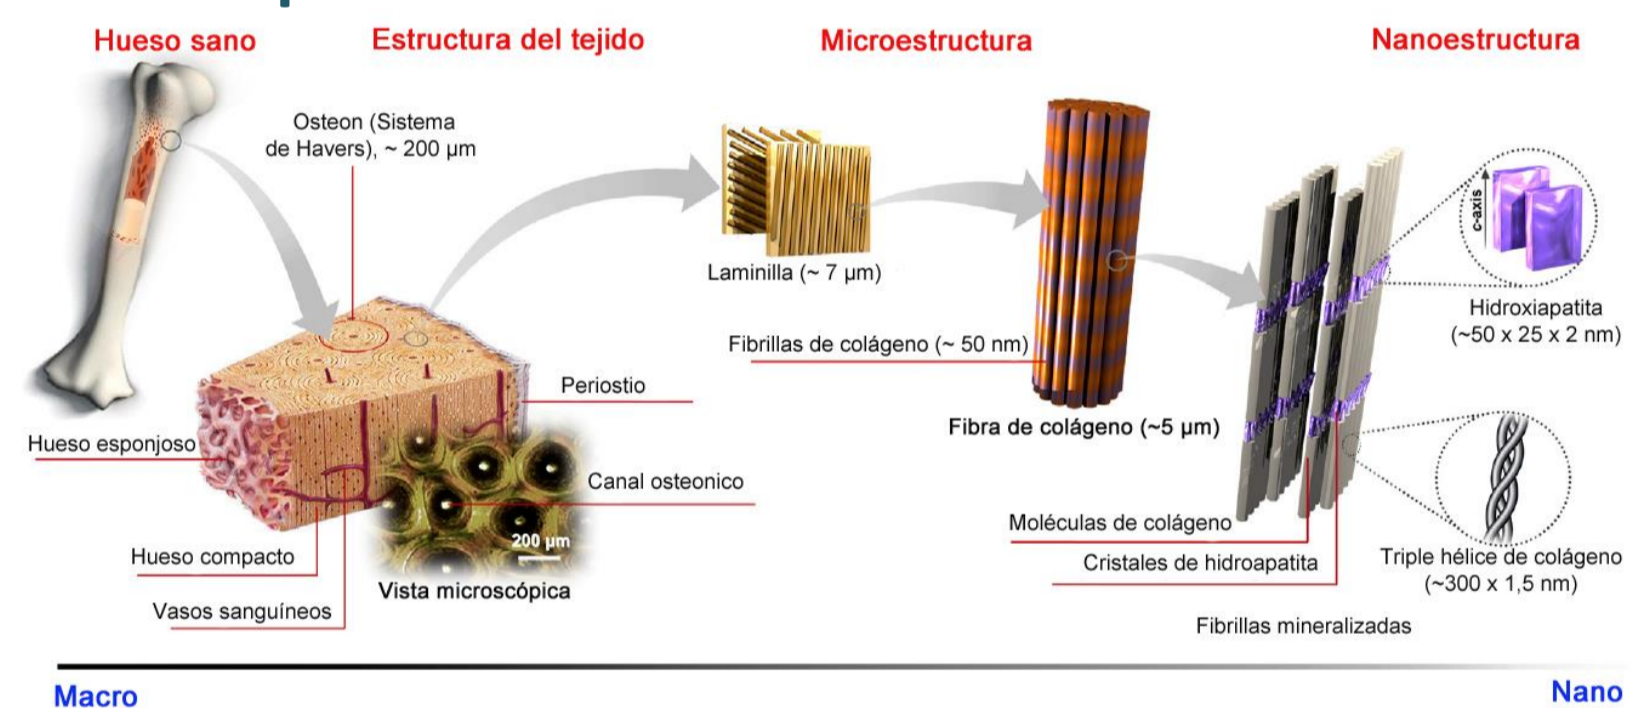 Hueso sano
Estructura del tejido
Microestructura
Nanoestructura
Osteon (Sistema
de Havers), ~ 200 µm
Laminilla (~ 7 µm)
c-axis
Hidroxiapatita
(~50 x 25 x 2 nm)
Fibrillas de colágeno (~ 50 nm)
Periostio
Fibra de colágeno (~5 µm)
Hueso esponjoso
Canal osteonico
Moléculas de colágeno
200 µm
Hueso compacto
Cristales de hidroapatita
Triple hélice de colágeno
(~300 x 1,5 nm)
Vista microscópica
Vasos sanguíneos
Fibrillas mineralizadas
Macro
Nano